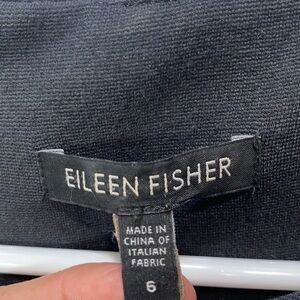 EILEEN FISHER
MADE IN
CHINA OF
ITALIAN
FABRIC
6